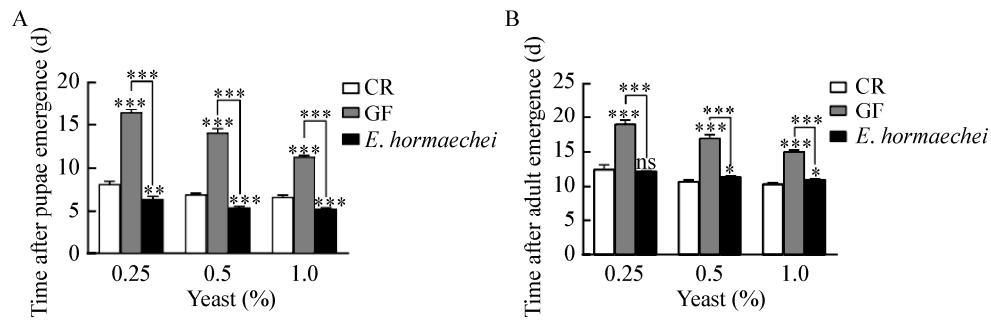 A
Time after pupae emergence (d)
20
15
10
5
0
***
***
**
***
***
***
***
***
***
0.25 0.5 1.0
Yeast (%)
CR
GF
E. hormaechei
B
Time after adult emergence (d)
25
20
15
10
5
0
***
***
ns
***
***
*
***
***
*
0.25 0.5 1.0
Yeast (%)
CR
GF
E. hormaechei